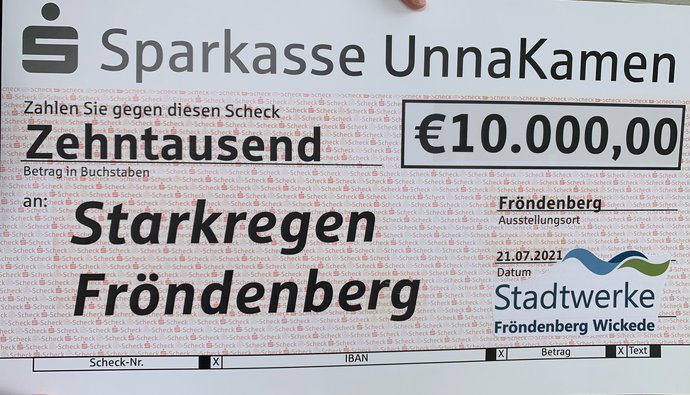 Sparkasse UnnaKamen
Zahlen Sie gegen diesen Scheck
Zehntausend
€10.000,00
Betrag in Buchstaben
an:
Starkregen
Fröndenberg
Fröndenberg
Ausstellungsort
21.07.2021
Datum
Stadtwerke
Fröndenberg Wickede
Scheck-Nr. X IBAN X Betrag X Text